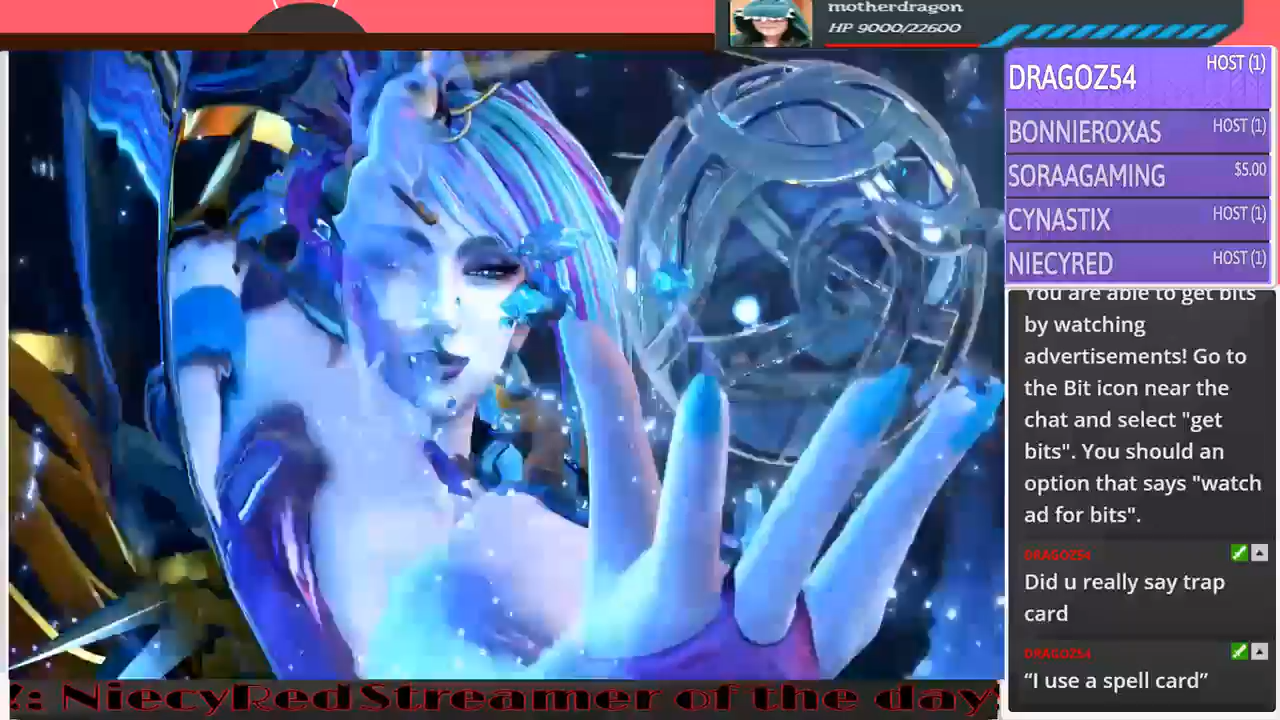 motherdragon
HP 9000/22600
DRAGOZ54 HOST (1)
BONNIEROXAS HOST (1)
SORAAGAMING $5.00
CYNASTIX HOST (1)
NIECYRED HOST (1)
You are able to get bits
by watching
advertisements! Go to
the Bit icon near the
chat and select "get
bits". You should an
option that says "watch
ad for bits".
DRAGOZ54
Did u really say trap
card
DRAGOZ54
“I use a spell card”
: NiecyRed Streamer of the day